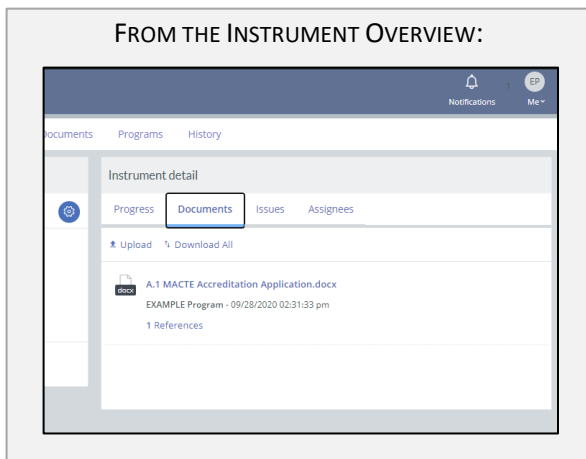 FROM THE INSTRUMENT OVERVIEW:
EP
Notifications Me
Documents Programs History
Instrument detail
Progress Documents Issues Assignees
Upload Download All
docx
A.1 MACTE Accreditation Application.docx
EXAMPLE Program - 09/28/2020 02:31:33 pm
1 References